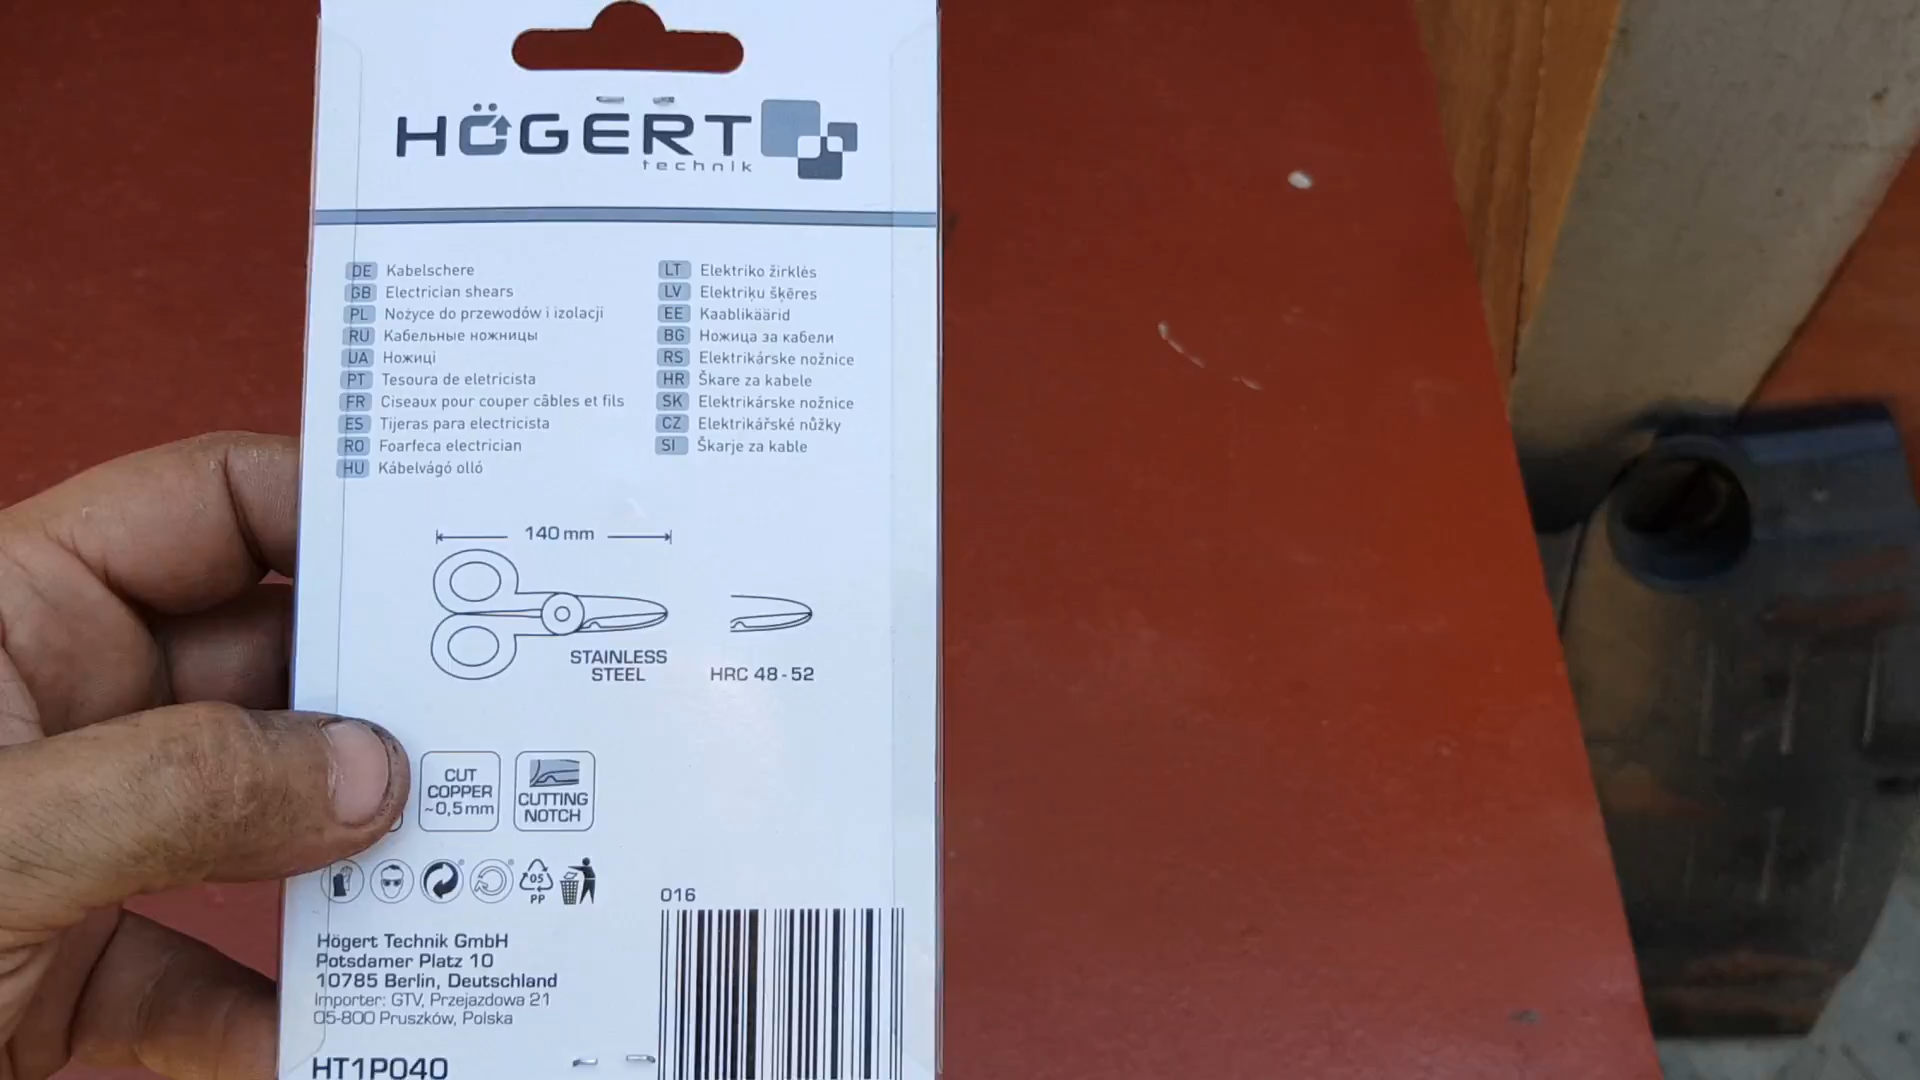 HÖGERT
technik
DE Kabelschere
GB Electrician shears
PL Nożyce do przewodów i izolacji
RU Кабельные ножницы
UA Ножиці
PT Tesoura de eletricista
FR Ciseaux pour couper câbles et fils
ES Tijeras para electricista
RO Foarfeca electrician
HU Kábelvágó olló
LT Elektriko žirklės
LV Elektriķu šķēres
EE Kaablikäärid
BG Ножица за кабели
RS Elektrikárske nožnice
HR Škare za kabele
SK Elektrikárske nožnice
CZ Elektrikářské nůžky
SI Škarje za kable
140 mm
STAINLESS
STEEL
HRC 48 - 52
CUT
COPPER
~0,5 mm
CUTTING
NOTCH
05
PP
016
Högert Technik GmbH
Potsdamer Platz 10
10785 Berlin, Deutschland
Importer: GTV, Przejazdowa 21
05-800 Pruszków, Polska
HT1P040